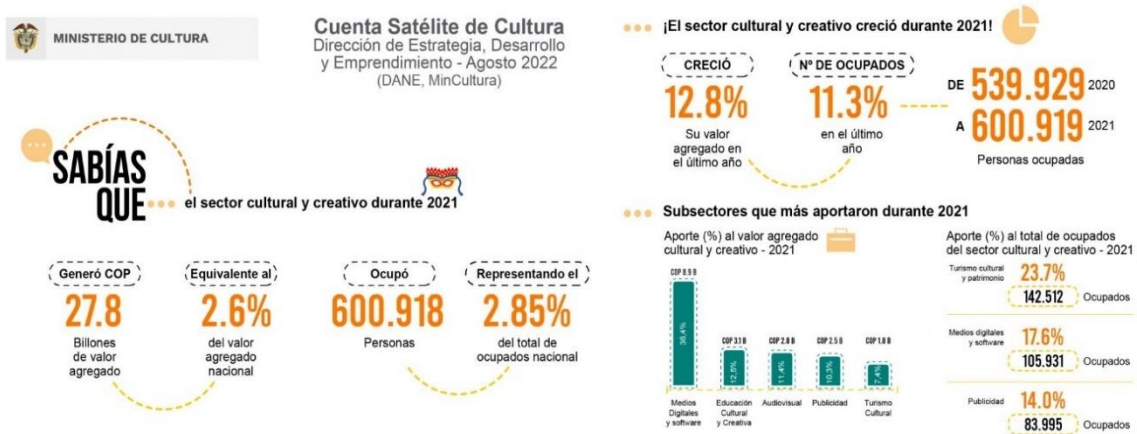 MINISTERIO DE CULTURA
Cuenta Satélite de Cultura
Dirección de Estrategia, Desarrollo
y Emprendimiento - Agosto 2022
(DANE, MinCultura)
SABÍAS
QUE
el sector cultural y creativo durante 2021
Generó COP
27.8
Billones
de valor
agregado
Equivalente al
2.6%
del valor
agregado
nacional
Ocupó
600.918
Personas
Representando el
2.85%
del total de
ocupados nacional
¡El sector cultural y creativo creció durante 2021!
CRECIÓ
12.8%
Su valor
agregado en
el último año
Nº DE OCUPADOS
11.3%
en el último
año
DE 539.929 2020
A 600.919 2021
Personas ocupadas
Subsectores que más aportaron durante 2021
Aporte (%) al valor agregado
cultural y creativo - 2021
COP 8.9 B
36,4%
Medios
Digitales
y software
COP 3.1 B
12,5%
Educación
Cultural
y Creativa
COP 2.8 B
11,4%
Audiovisual
COP 2.5 B
10,3%
Publicidad
COP 1.8 B
7,4%
Turismo
Cultural
Aporte (%) al total de ocupados
del sector cultural y creativo - 2021
Turismo cultural
y patrimonio
23.7%
142.512 Ocupados
Medios digitales
y software
17.6%
105.931 Ocupados
Publicidad
14.0%
83.995 Ocupados